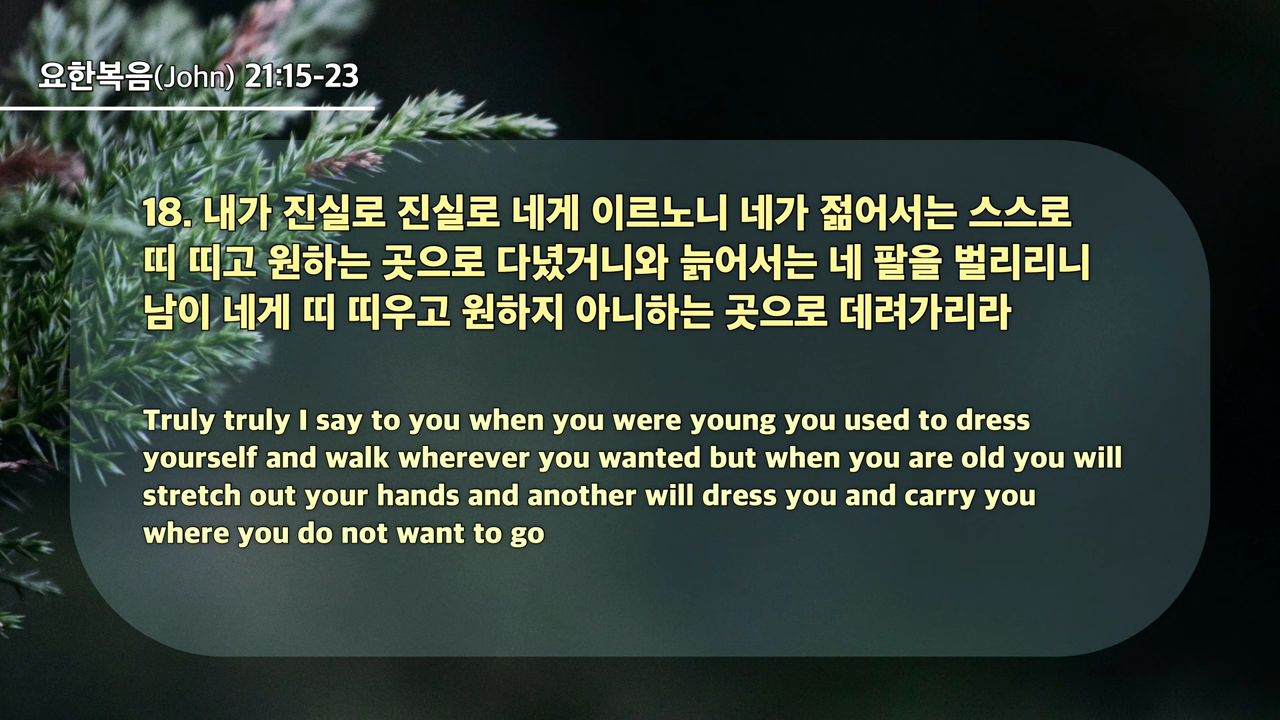 요한복음(John) 21:15-23
18. 내가 진실로 진실로 네게 이르노니 네가 젊어서는 스스로
띠 띠고 원하는 곳으로 다녔거니와 늙어서는 네 팔을 벌리리니
남이 네게 띠 띠우고 원하지 아니하는 곳으로 데려가리라
Truly truly I say to you when you were young you used to dress
yourself and walk wherever you wanted but when you are old you will
stretch out your hands and another will dress you and carry you
where you do not want to go